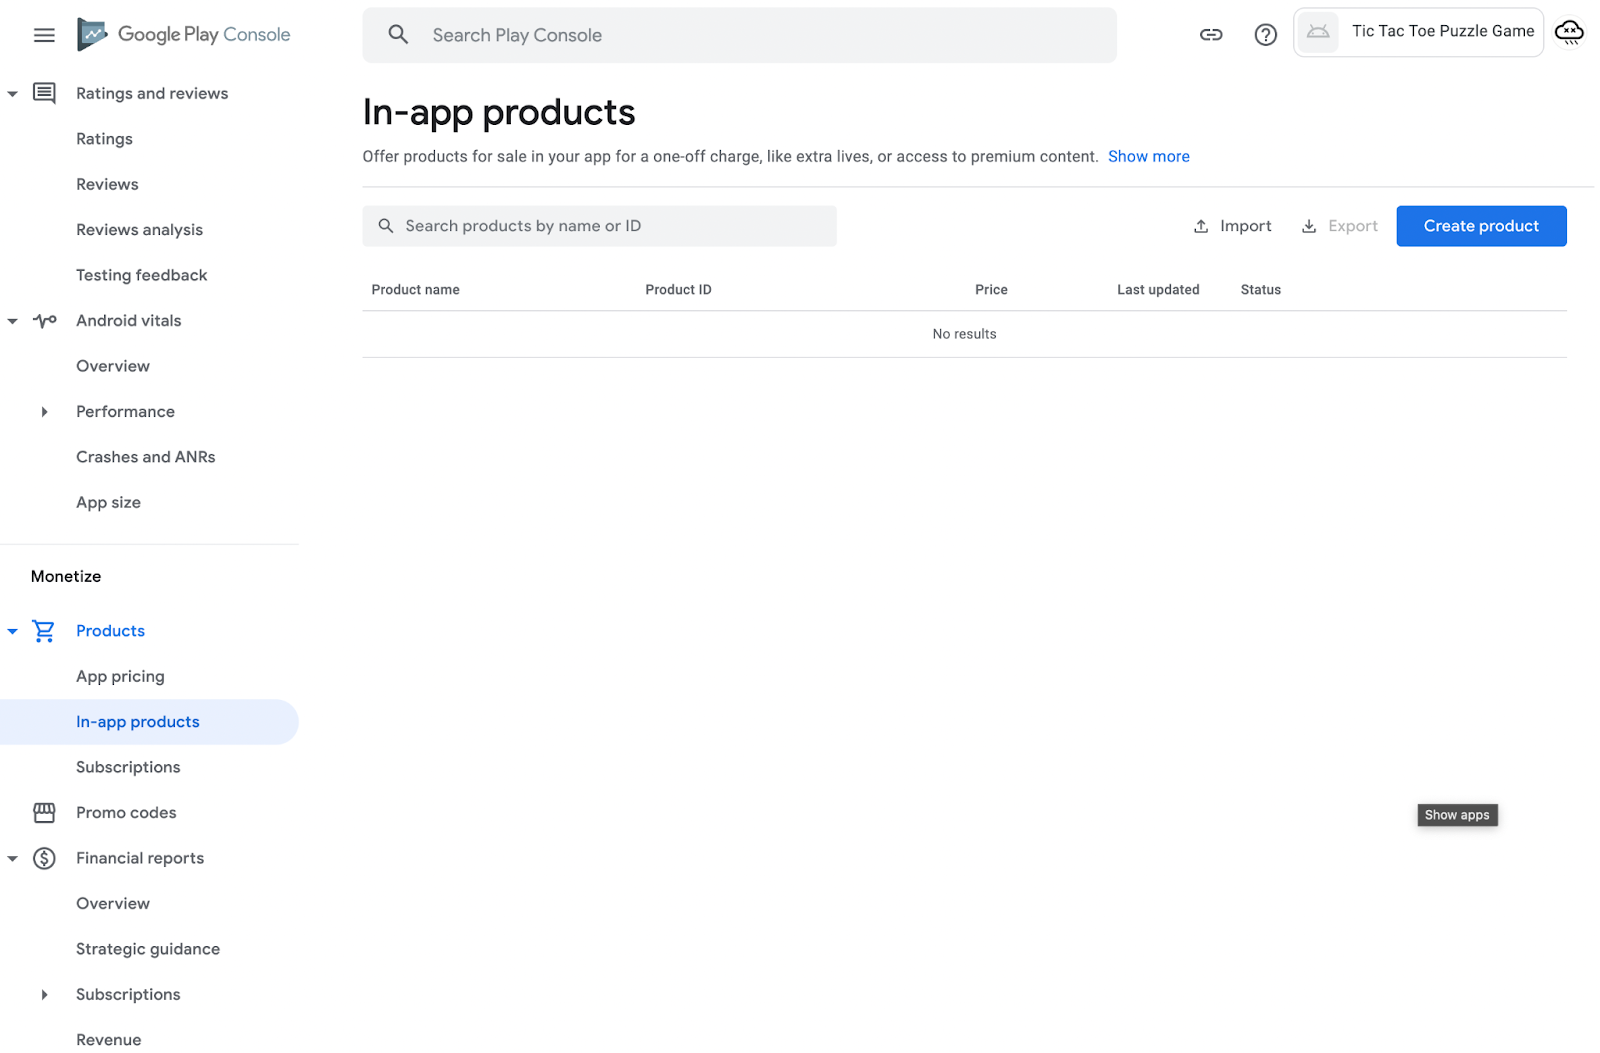 Google Play Console
Search Play Console
Tic Tac Toe Puzzle Game
Ratings and reviews
Ratings
Reviews
Reviews analysis
Testing feedback
Android vitals
Overview
Performance
Crashes and ANRs
App size
Monetize
Products
App pricing
In-app products
Subscriptions
Promo codes
Financial reports
Overview
Strategic guidance
Subscriptions
Revenue
In-app products
Offer products for sale in your app for a one-off charge, like extra lives, or access to premium content. Show more
Search products by name or ID
Import
Export
Create product
Product name Product ID Price Last updated Status
No results
Show apps